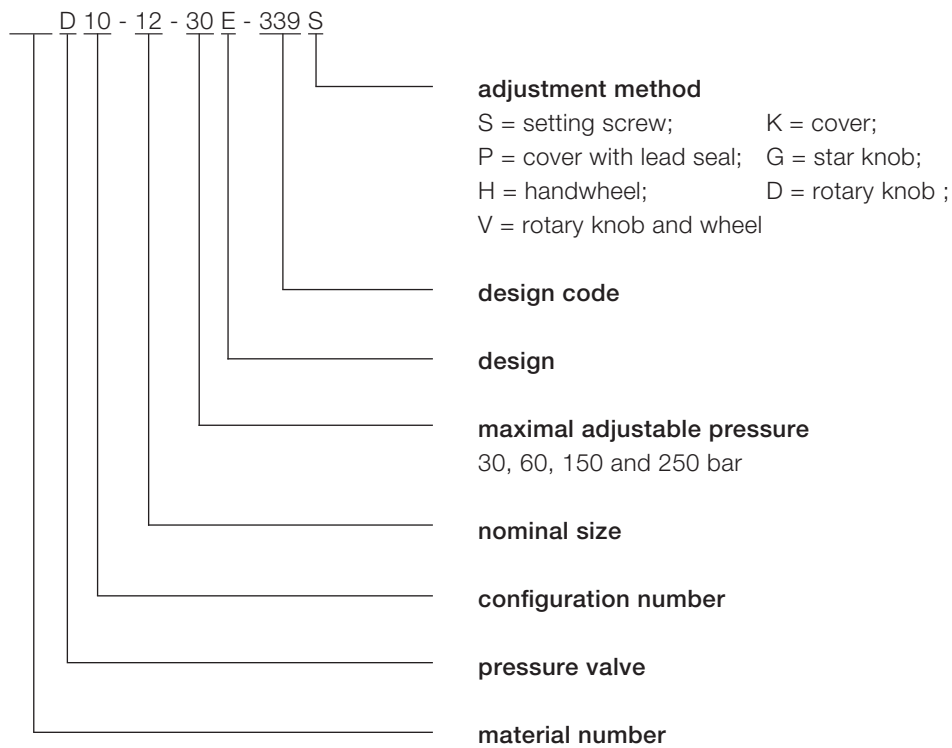 D 10 - 12 - 30 E - 339 S
adjustment method
S = setting screw; K = cover;
P = cover with lead seal; G = star knob;
H = handwheel; D = rotary knob ;
V = rotary knob and wheel
design code
design
maximal adjustable pressure
30, 60, 150 and 250 bar
nominal size
configuration number
pressure valve
material number